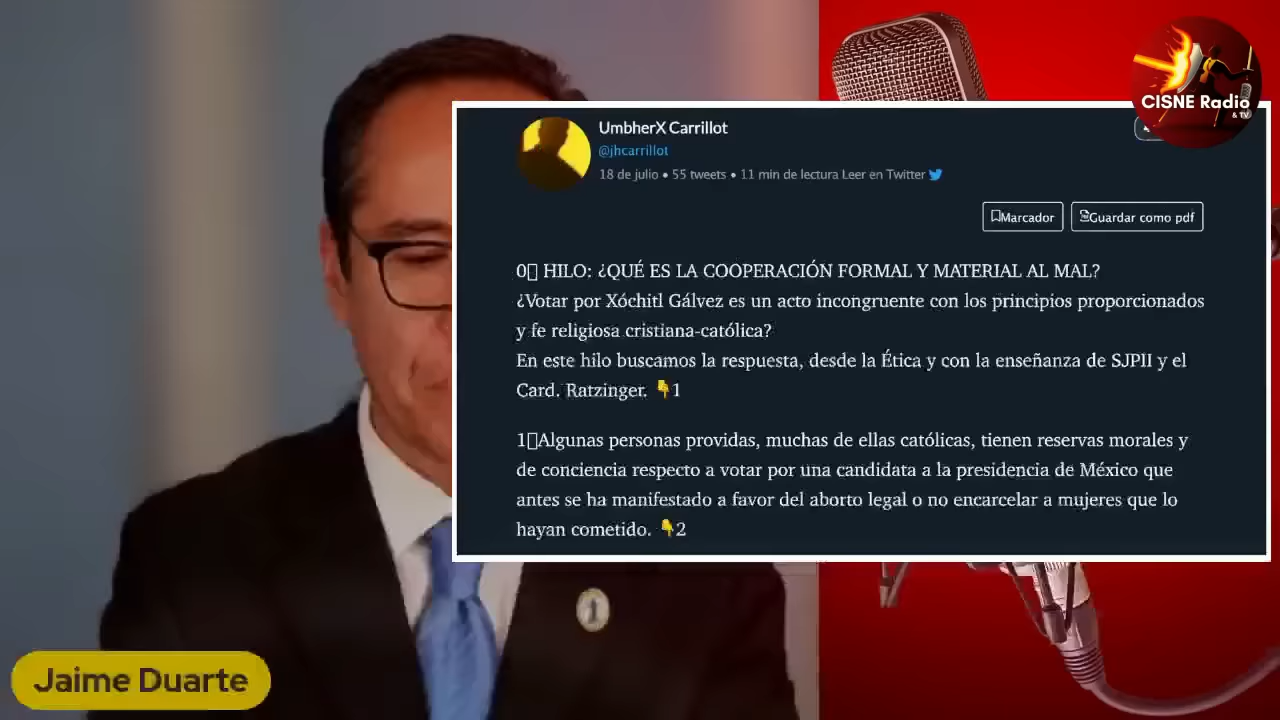 CISNE Radio
& TV
UmbherX Carrillot
@jhcarrillot
18 de julio • 55 tweets • 11 min de lectura Leer en Twitter
Marcador
Guardar como pdf
0 HILO: ¿QUÉ ES LA COOPERACIÓN FORMAL Y MATERIAL AL MAL?
¿Votar por Xóchitl Gálvez es un acto incongruente con los principios proporcionados
y fe religiosa cristiana-católica?
En este hilo buscamos la respuesta, desde la Ética y con la enseñanza de SJPII y el
Card. Ratzinger. 👇1
1Algunas personas providas, muchas de ellas católicas, tienen reservas morales y
de conciencia respecto a votar por una candidata a la presidencia de México que
antes se ha manifestado a favor del aborto legal o no encarcelar a mujeres que lo
hayan cometido. 👇2
Jaime Duarte